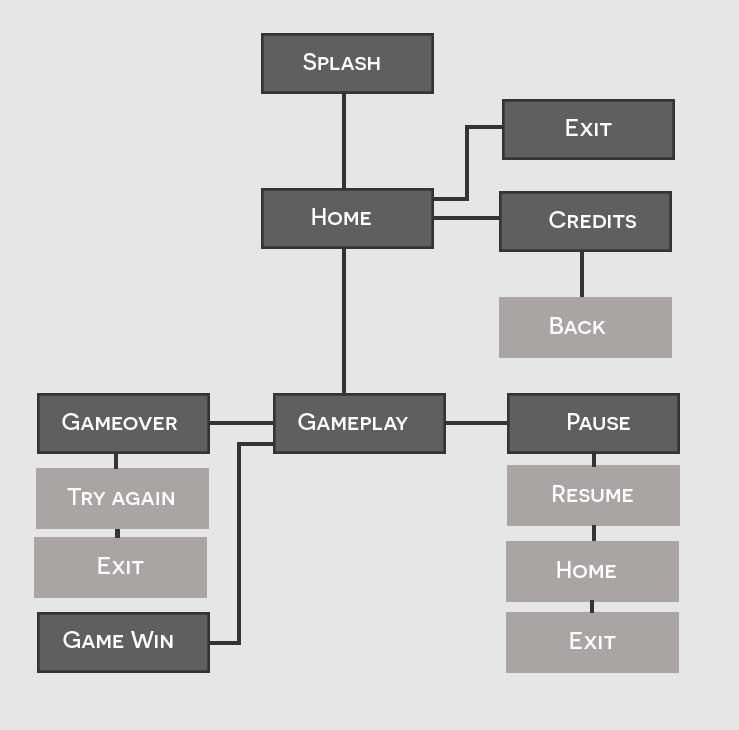 Splash
Exit
Home
Credits
Back
Gameover
Gameplay
Pause
Try again
Resume
Exit
Home
Game Win
Exit